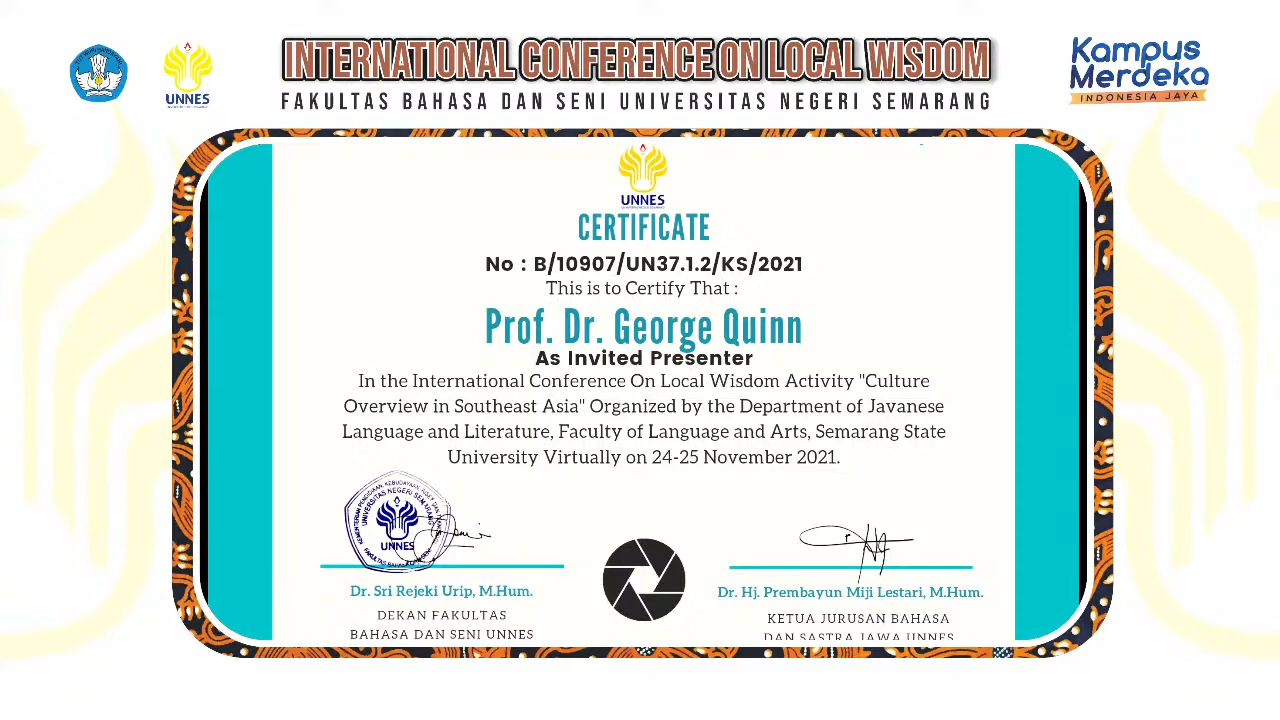 INTERNATIONAL CONFERENCE ON LOCAL WISDOM
FAKULTAS BAHASA DAN SENI UNIVERSITAS NEGERI SEMARANG
UNNES
Kampus
Merdeka
INDONESIA JAYA
UNNES
CERTIFICATE
No : B/10907/UN37.1.2/KS/2021
This is to Certify That :
Prof. Dr. George Quinn
As Invited Presenter
In the International Conference On Local Wisdom Activity "Culture
Overview in Southeast Asia" Organized by the Department of Javanese
Language and Literature, Faculty of Language and Arts, Semarang State
University Virtually on 24-25 November 2021.
UNIVERSITAS NEGERI SEMARANG
UNNES
Dr. Sri Rejeki Urip, M.Hum.
DEKAN FAKULTAS
BAHASA DAN SENI UNNES
Dr. Hj. Prembayun Miji Lestari, M.Hum.
KETUA JURUSAN BAHASA
DAN SASTRA JAWA UNNES